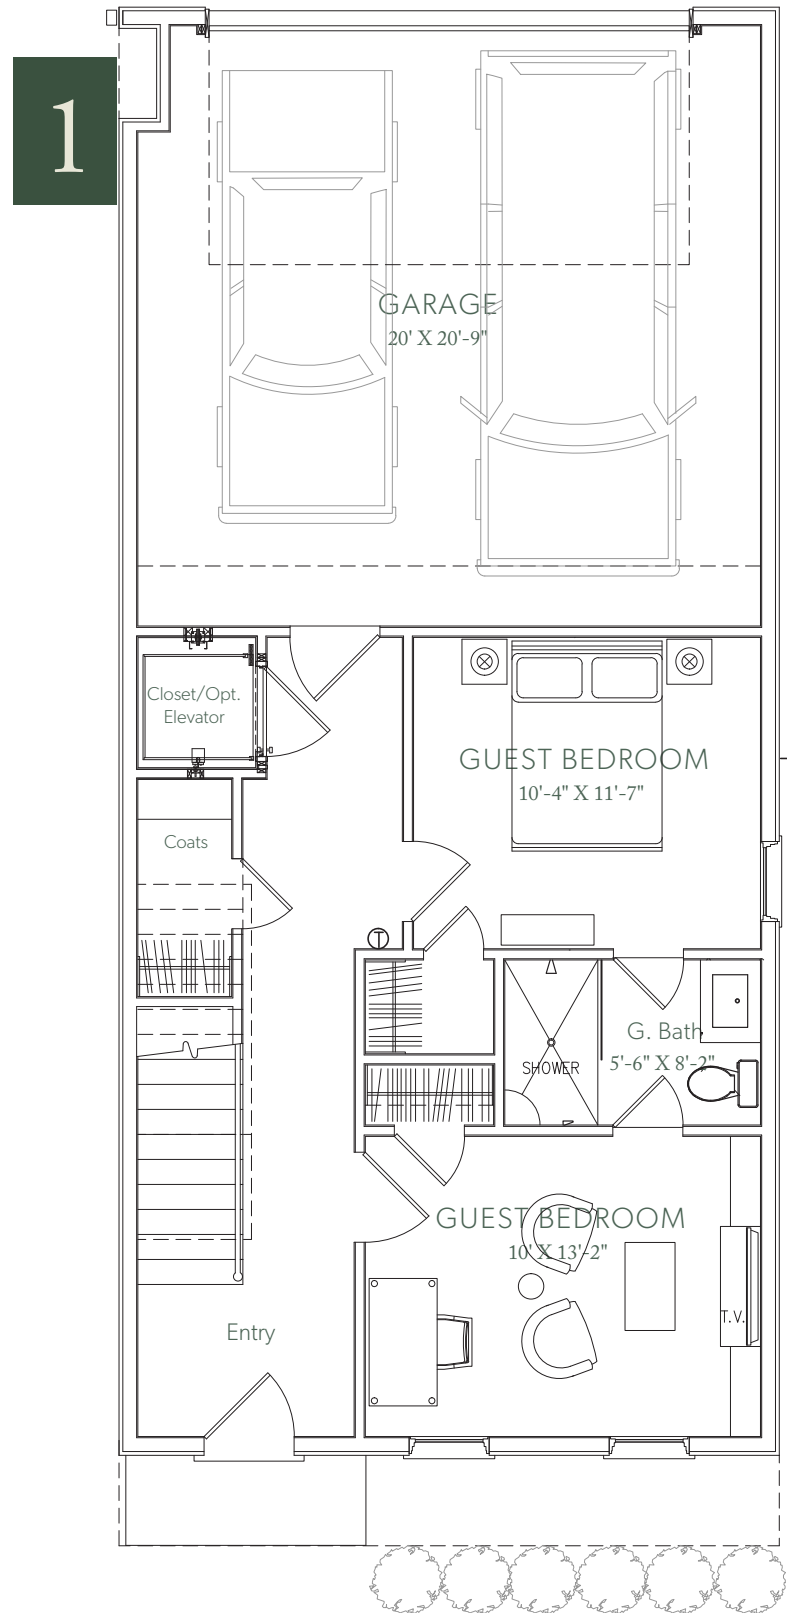 1
GARAGE
20' X 20'-9"
Closet/Opt.
Elevator
GUEST BEDROOM
10'-4" X 11'-7"
Coats
T
G. Bath
5'-6" X 8'-2"
SHOWER
GUEST BEDROOM
10' X 13'-2"
T.V.
Entry